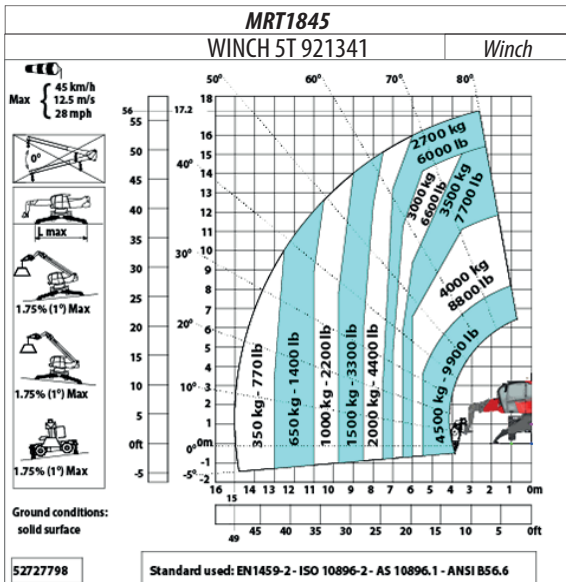 MRT1845
WINCH 5T 921341 Winch
Max { 45 km/h
12.5 m/s
28 mph
0°
L max
1.75% (1°) Max
1.75% (1°) Max
1.75% (1°) Max
Ground conditions:
solid surface
56
55
50
45
40
35
30
25
20
15
10
5
0ft
-5
17.2
18
16
15
14
13
12
11
10
9
8
7
6
5
4
3
2
1
0m
-1
-2
50°
60°
70°
80°
40°
30°
20°
10°
0°
-5°
2700 kg
6000 lb
3000 kg
6600 lb
3500 kg
7700 lb
4000 kg
8800 lb
4500 kg - 9900 lb
350 kg - 770 lb
650 kg - 1400 lb
1000 kg - 2200 lb
1500 kg - 3300 lb
2000 kg - 4400 lb
16 14 13 12 11 10 9 8 7 6 5 4 3 2 1 0m
15
49 45 40 35 30 25 20 15 10 5 0ft
52727798
Standard used: EN1459-2 - ISO 10896-2 - AS 10896.1 - ANSI B56.6